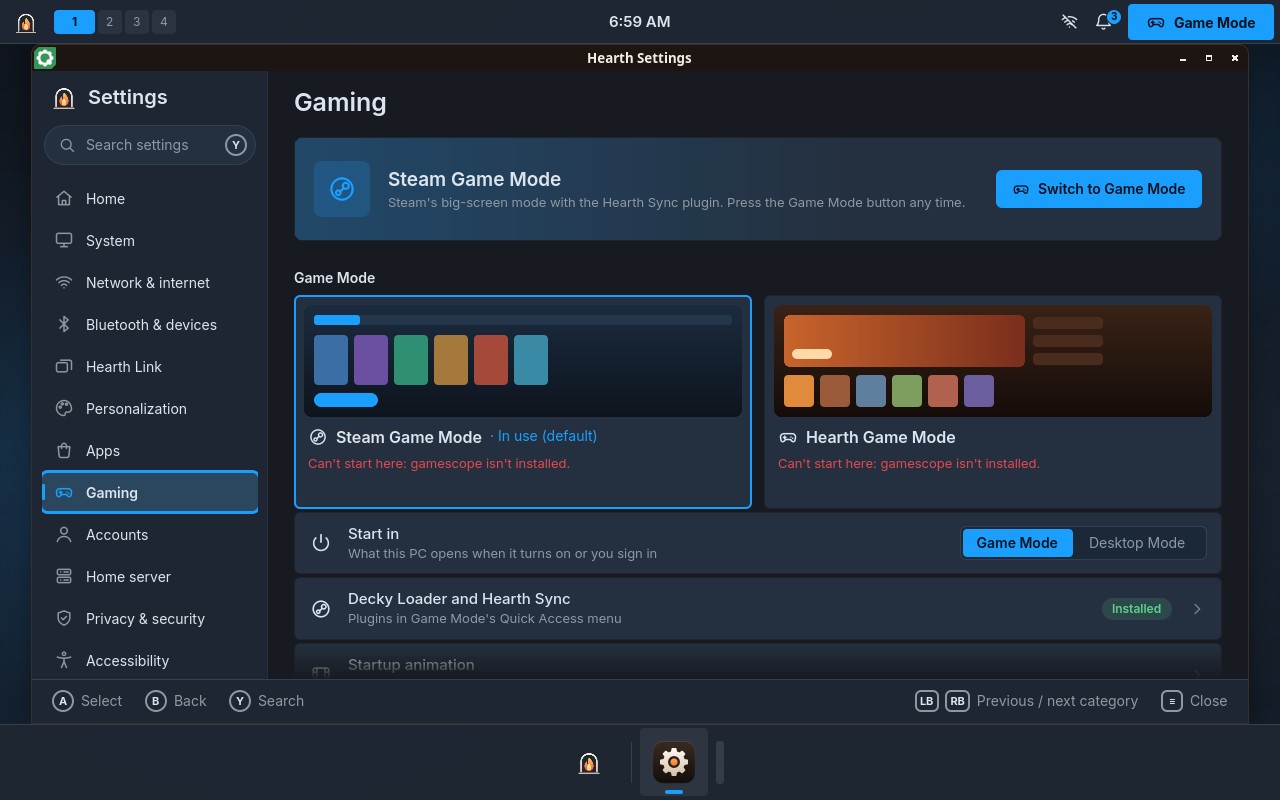 1
2
3
4
6:59 AM
3
Game Mode
Hearth Settings
Settings
Search settings
Y
Home
System
Network & internet
Bluetooth & devices
Hearth Link
Personalization
Apps
Gaming
Accounts
Home server
Privacy & security
Accessibility
Gaming
Steam Game Mode
Steam's big-screen mode with the Hearth Sync plugin. Press the Game Mode button any time.
Switch to Game Mode
Game Mode
Steam Game Mode · In use (default)
Can't start here: gamescope isn't installed.
Hearth Game Mode
Can't start here: gamescope isn't installed.
Start in
What this PC opens when it turns on or you sign in
Game Mode
Desktop Mode
Decky Loader and Hearth Sync
Plugins in Game Mode's Quick Access menu
Installed
Startup animation
A Select
B Back
Y Search
LB RB Previous / next category
Close